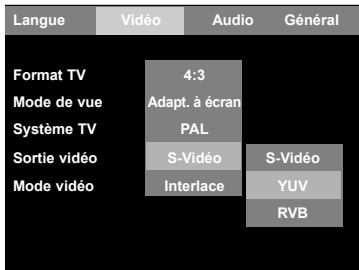 Langue Vidéo Audio Général
Format TV 4:3
Mode de vue Adapt. à écran
Système TV PAL
Sortie vidéo S-Vidéo S-Vidéo
Mode vidéo Interlace YUV
RVB